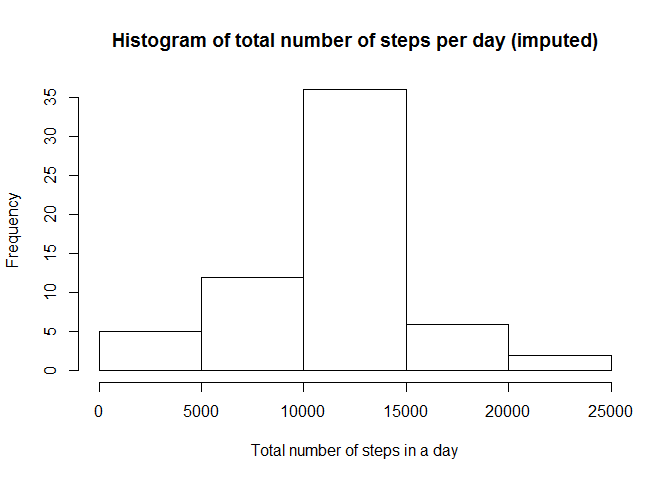 Histogram of total number of steps per day (imputed)
Frequency
35
30
25
20
15
10
5
0
0 5000 10000 15000 20000 25000
Total number of steps in a day